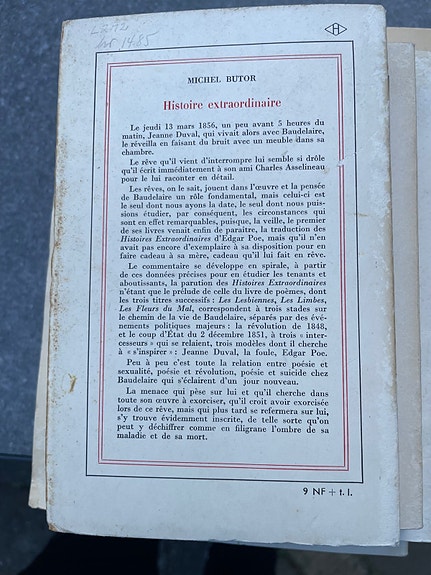 H
MICHEL BUTOR
Histoire extraordinaire
Le jeudi 13 mars 1856, un peu avant 5 heures du
matin, Jeanne Duval, qui vivait alors avec Baudelaire,
le réveilla en faisant du bruit avec un meuble dans sa
chambre.
Le rêve qu'il vient d'interrompre lui semble si drôle
qu'il écrit immédiatement à son ami Charles Asselineau
pour le lui raconter en détail.
Les rêves, on le sait, jouent dans l'œuvre et la pensée
de Baudelaire un rôle fondamental, mais celui-ci est
le seul dont nous ayons la date, le seul dont nous puis-
sions étudier, par conséquent, les circonstances qui
sont en effet remarquables, puisque, la veille, le premier
de ses livres venait enfin de paraître, la traduction des
Histoires Extraordinaires d'Edgar Poe, mais qu'il n'en
avait pas encore d'exemplaire à sa disposition pour en
faire cadeau à sa mère, cadeau qu'il fait en rêve.
Le commentaire se développe en spirale, à partir
de ces données précises pour en étudier les tenants et
aboutissants, la parution des Histoires Extraordinaires
n'étant que le prélude de celle du livre de poèmes, dont
les trois titres successifs : Les Lesbiennes, Les Limbes,
Les Fleurs du Mal, correspondent à trois stades sur
le chemin de la vie de Baudelaire, séparés par des évé-
nements politiques majeurs : la révolution de 1848,
et le coup d'État du 2 décembre 1851, à trois « inter-
cesseurs » qui se relaient, trois modèles dont il cherche
à « s'inspirer » : Jeanne Duval, la foule, Edgar Poe.
Peu à peu c'est toute la relation entre poésie et
sexualité, poésie et révolution, poésie et suicide chez
Baudelaire qui s'éclairent d'un jour nouveau.
La menace qui pèse sur lui et qu'il cherche dans
toute son œuvre à exorciser, qu'il croit avoir exorcisée
lors de ce rêve, mais qui plus tard se refermera sur lui,
s'y trouve évidemment inscrite, de telle sorte qu'on
peut y déchiffrer comme en filigrane l'ombre de sa
maladie et de sa mort.
9 NF + t. l.